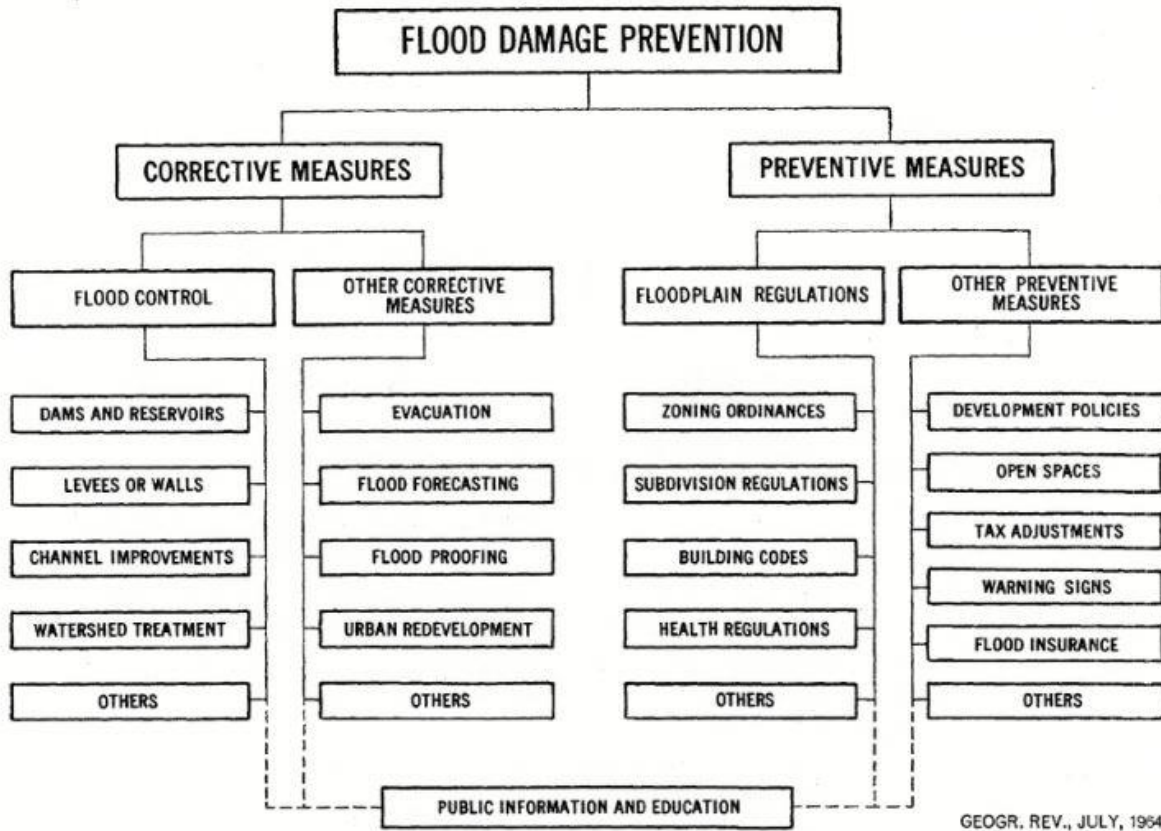 FLOOD DAMAGE PREVENTION
CORRECTIVE MEASURES
PREVENTIVE MEASURES
FLOOD CONTROL
OTHER CORRECTIVE
MEASURES
FLOODPLAIN REGULATIONS
OTHER PREVENTIVE
MEASURES
DAMS AND RESERVOIRS
LEVEES OR WALLS
CHANNEL IMPROVEMENTS
WATERSHED TREATMENT
OTHERS
EVACUATION
FLOOD FORECASTING
FLOOD PROOFING
URBAN REDEVELOPMENT
OTHERS
ZONING ORDINANCES
SUBDIVISION REGULATIONS
BUILDING CODES
HEALTH REGULATIONS
OTHERS
DEVELOPMENT POLICIES
OPEN SPACES
TAX ADJUSTMENTS
WARNING SIGNS
FLOOD INSURANCE
OTHERS
PUBLIC INFORMATION AND EDUCATION
GEOGR. REV., JULY, 1964